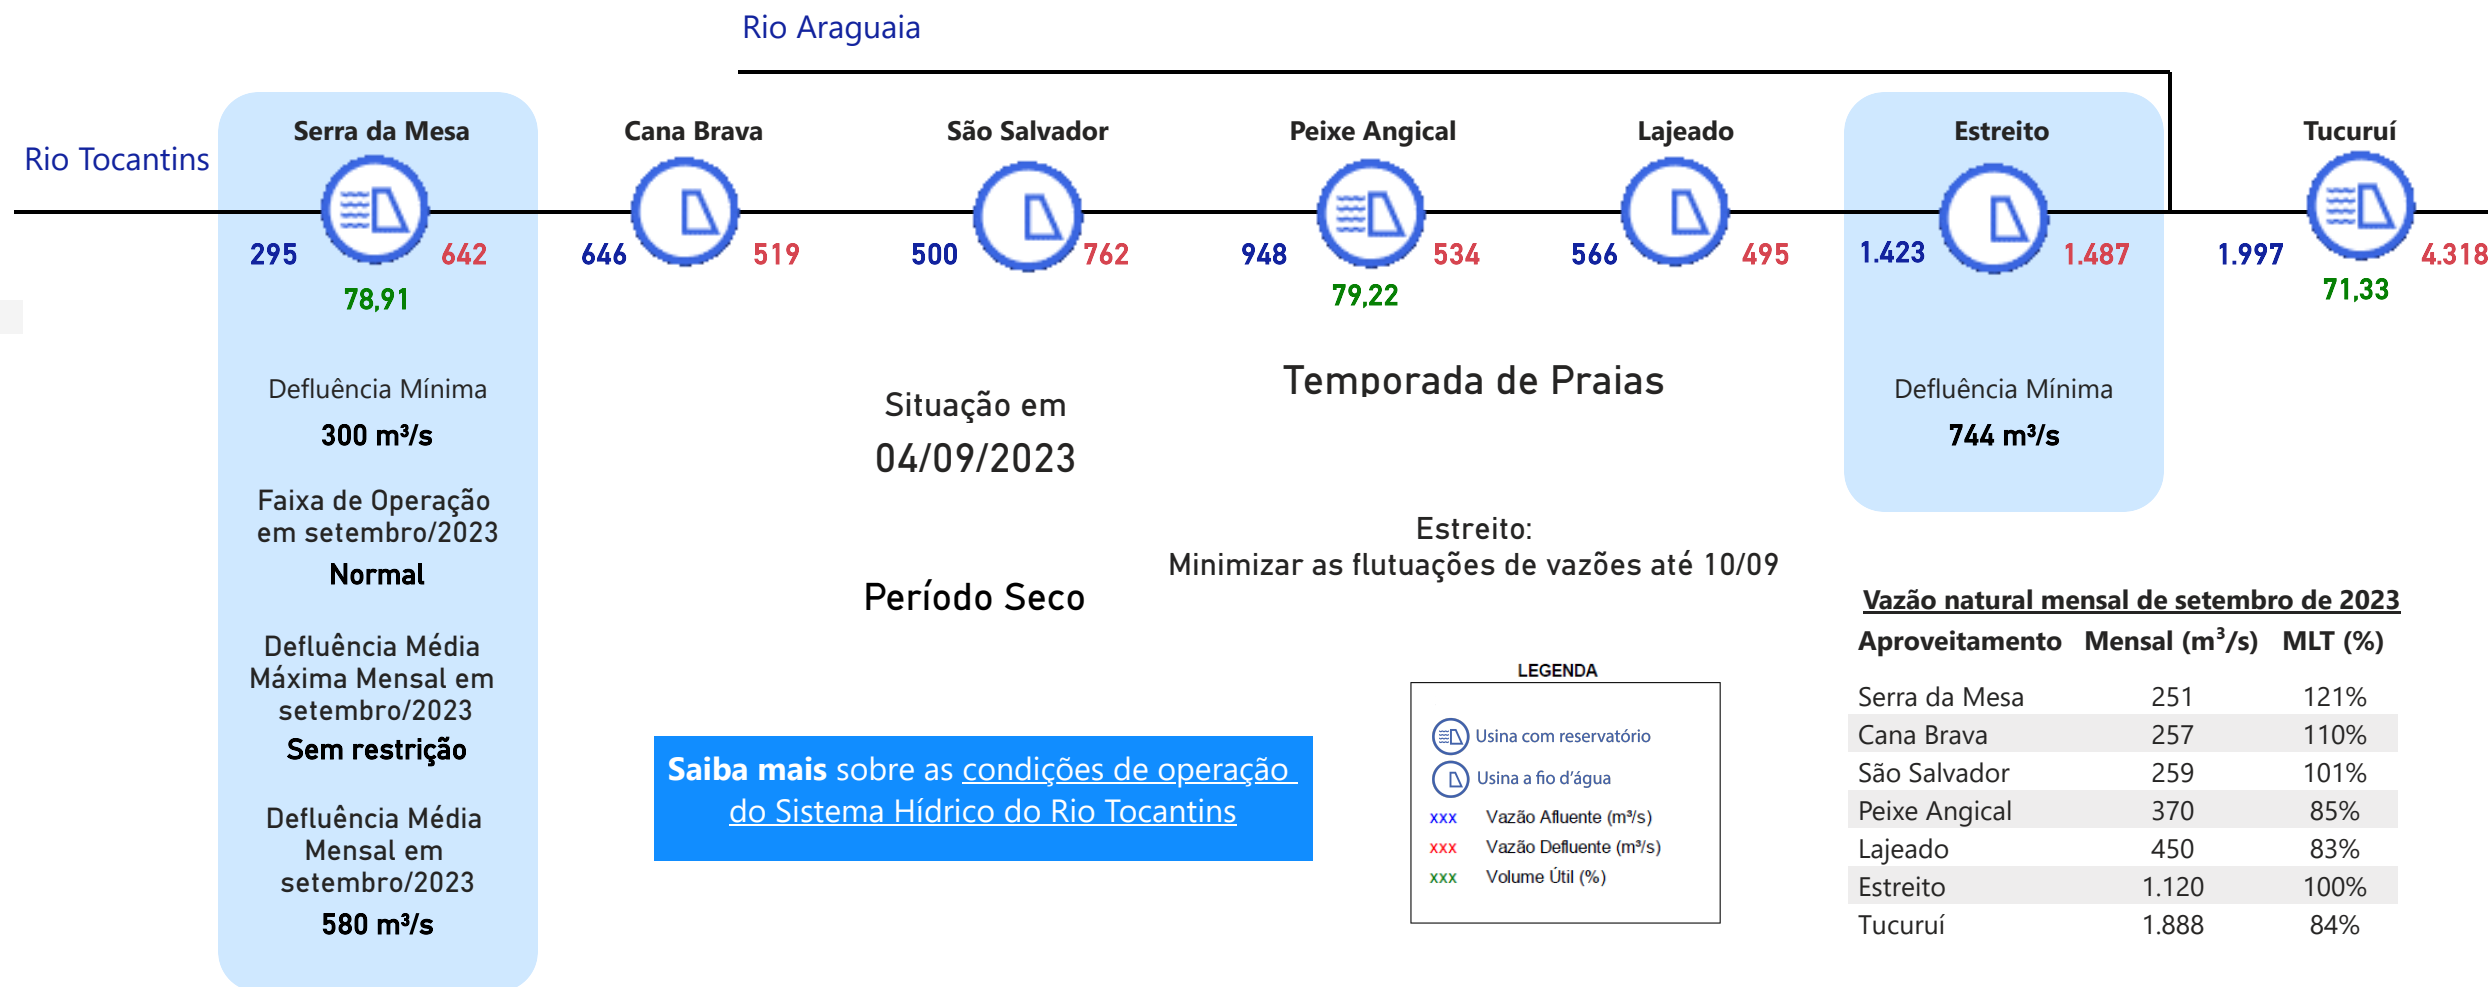 Rio Araguaia
Rio Tocantins
Serra da Mesa
Cana Brava
São Salvador
Peixe Angical
Lajeado
Estreito
Tucuruí
295
642
646
519
500
762
948
534
566
495
1.423
1.487
1.997
4.318
78,91
79,22
71,33
Defluência Mínima
300 m³/s
Faixa de Operação
em setembro/2023
Normal
Defluência Média
Máxima Mensal em
setembro/2023
Sem restrição
Defluência Média
Mensal em
setembro/2023
580 m³/s
Situação em
04/09/2023
Período Seco
Temporada de Praias
Estreito:
Minimizar as flutuações de vazões até 10/09
Defluência Mínima
744 m³/s
Saiba mais sobre as condições de operação
do Sistema Hídrico do Rio Tocantins
LEGENDA
Usina com reservatório
Usina a fio d'água
xxx Vazão Afluente (m³/s)
xxx Vazão Defluente (m³/s)
xxx Volume Útil (%)
Vazão natural mensal de setembro de 2023
Aproveitamento Mensal (m³/s) MLT (%)
Serra da Mesa 251 121%
Cana Brava 257 110%
São Salvador 259 101%
Peixe Angical 370 85%
Lajeado 450 83%
Estreito 1.120 100%
Tucuruí 1.888 84%